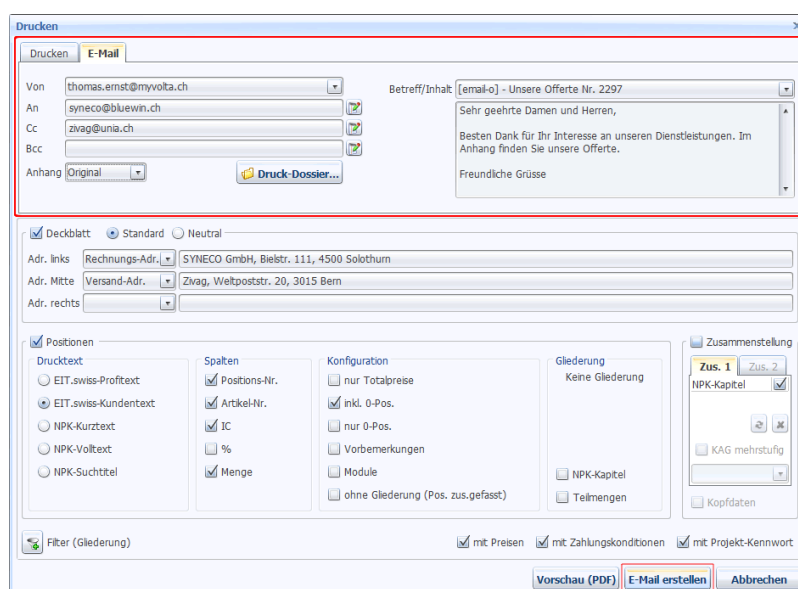 Drucken
Drucken E-Mail
Von thomas.ernst@myvolta.ch
An syneco@bluewin.ch
Cc zivag@unia.ch
Bcc
Anhang Original Druck-Dossier...
Betreff/Inhalt [email-o] - Unsere Offerte Nr. 2297
Sehr geehrte Damen und Herren,
Besten Dank für Ihr Interesse an unseren Dienstleistungen. Im
Anhang finden Sie unsere Offerte.
Freundliche Grüsse
Deckblatt Standard Neutral
Adr. links Rechnungs-Adr. SYNECO GmbH, Bielstr. 111, 4500 Solothurn
Adr. Mitte Versand-Adr. Zivag, Weltpoststr. 20, 3015 Bern
Adr. rechts
Positionen
Drucktext
EIT.swiss-Profitext
EIT.swiss-Kundentext
NPK-Kurztext
NPK-Volltext
NPK-Suchtitel
Spalten
Positions-Nr.
Artikel-Nr.
IC
%
Menge
Konfiguration
nur Totalpreise
inkl. 0-Pos.
nur 0-Pos.
Vorbemerkungen
Module
ohne Gliederung (Pos. zus.gefasst)
Gliederung
Keine Gliederung
NPK-Kapitel
Teilmengen
Zusammenstellung
Zus. 1 Zus. 2
NPK-Kapitel
KAG mehrstufig
Kopfdaten
Filter (Gliederung)
mit Preisen mit Zahlungskonditionen mit Projekt-Kennwort
Vorschau (PDF) E-Mail erstellen Abbrechen